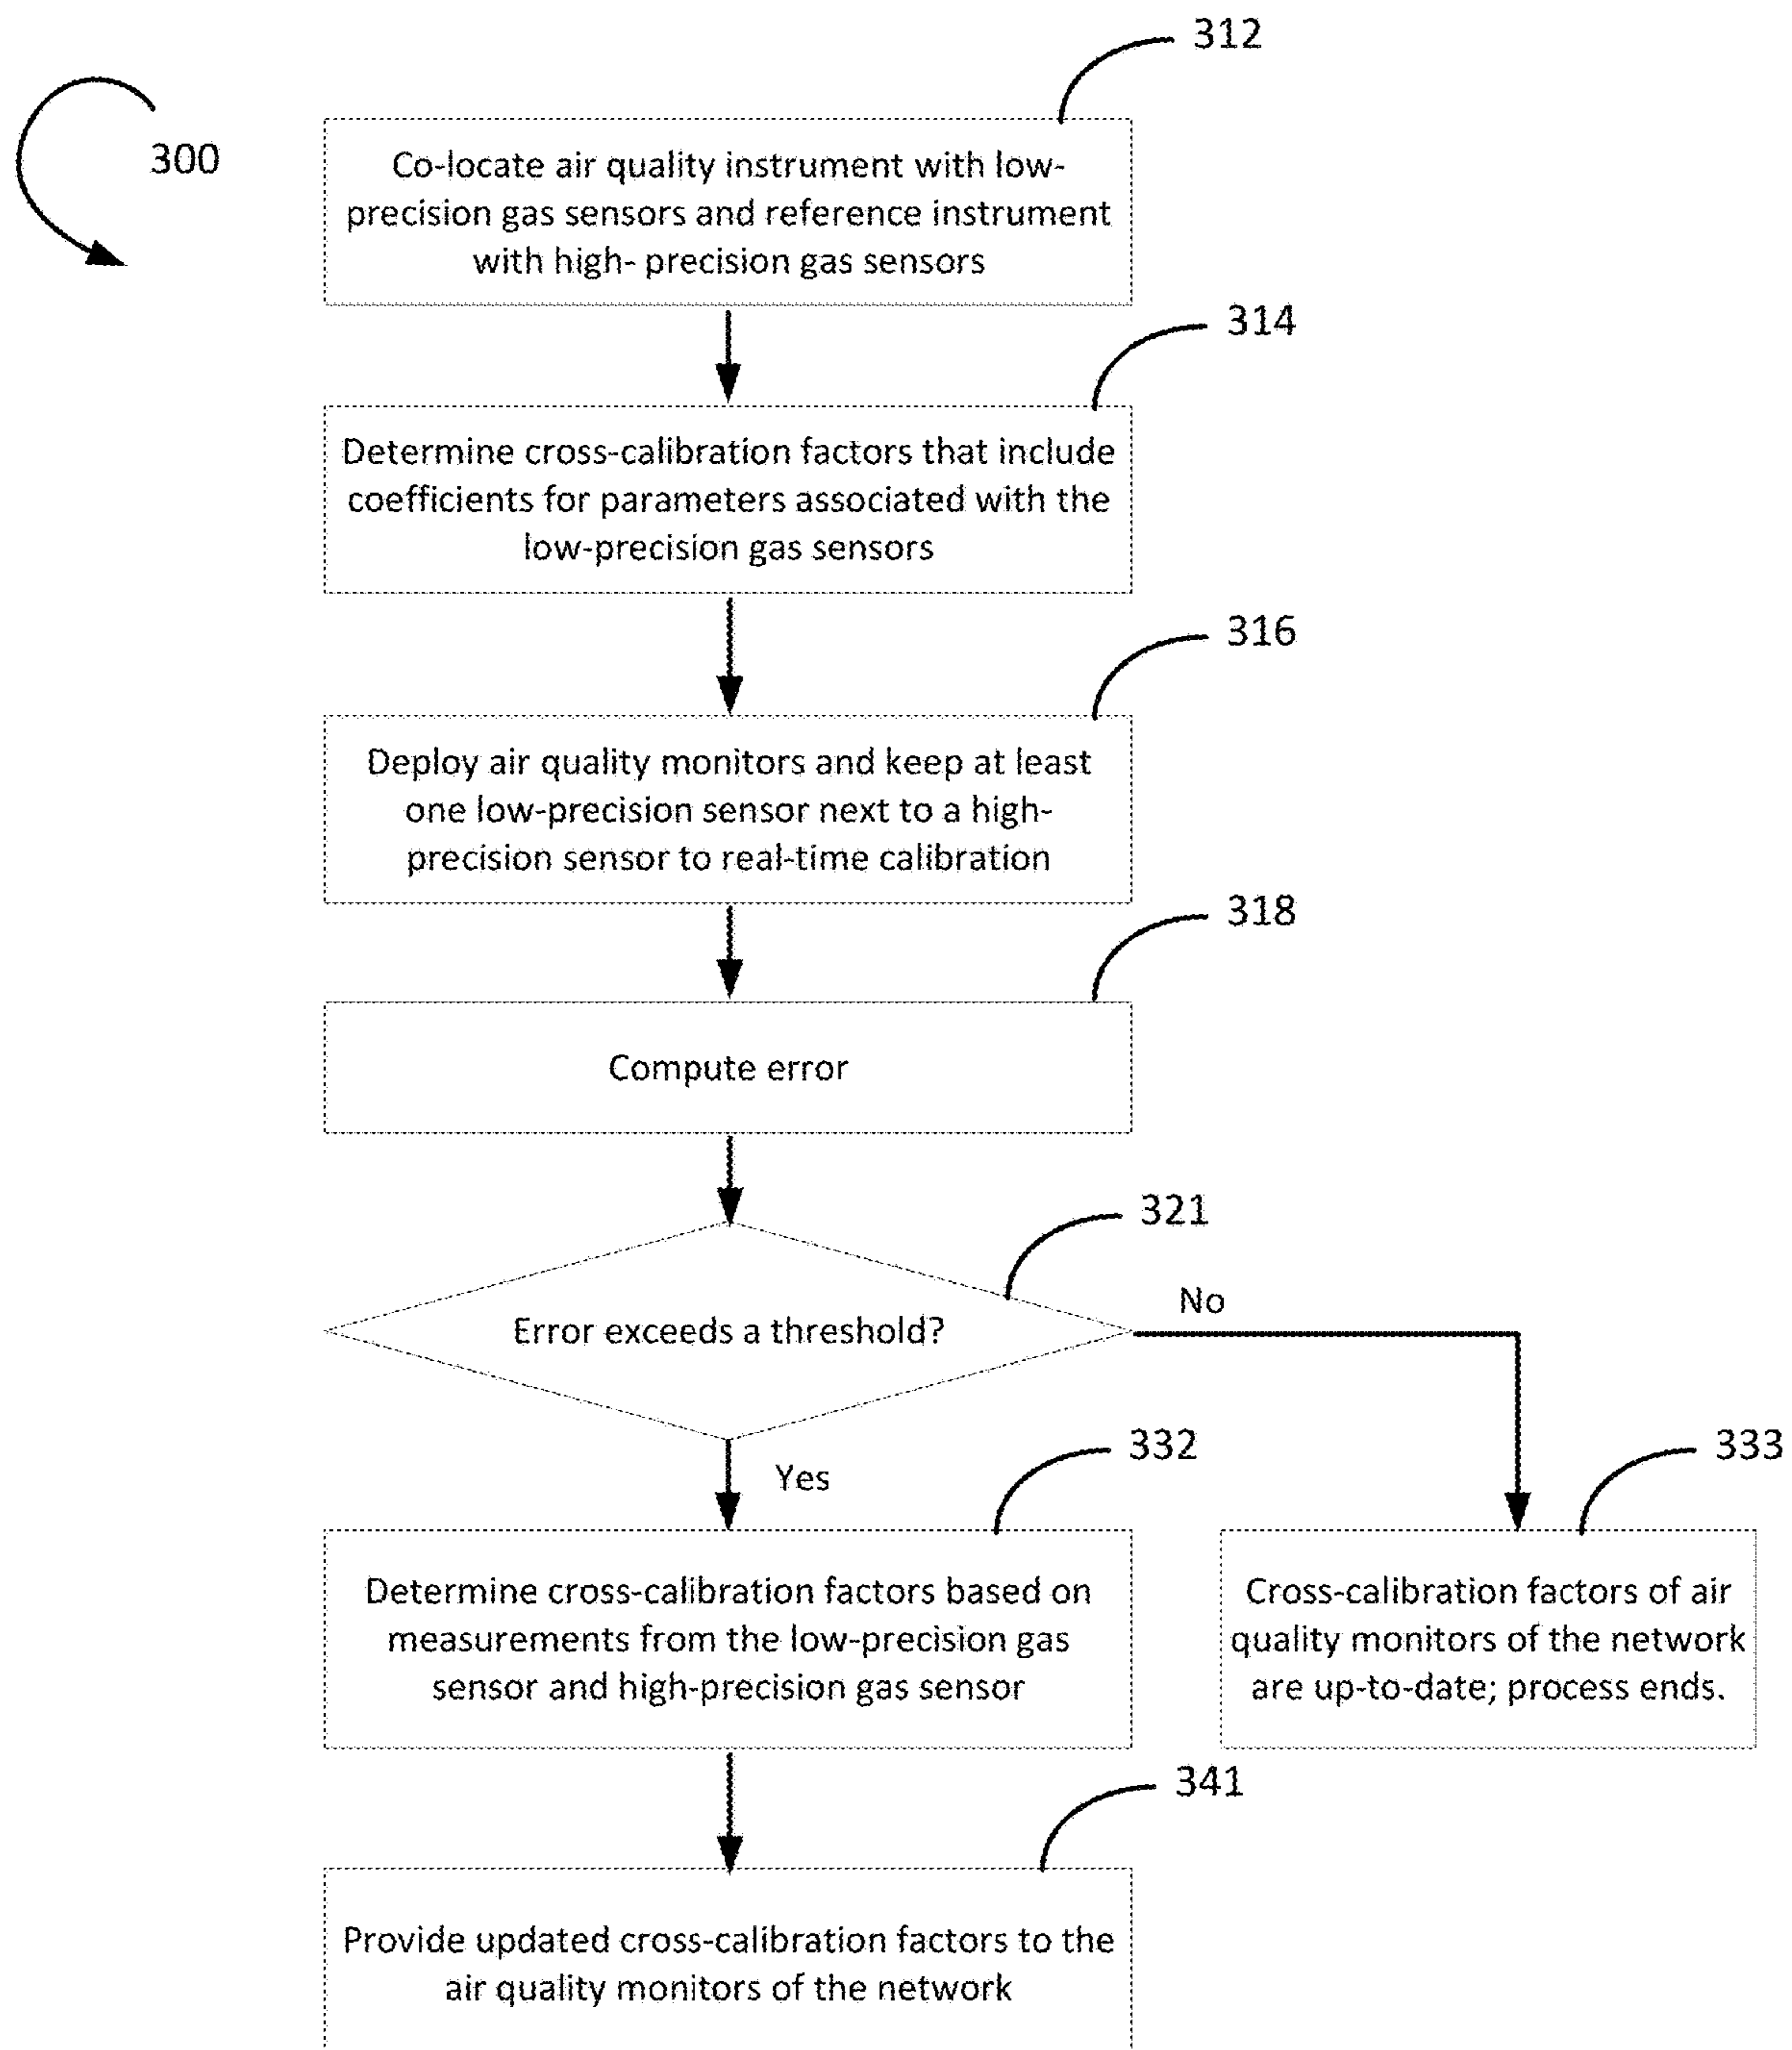 312
300
Co-locate air quality instrument with low-
precision gas sensors and reference instrument
with high- precision gas sensors
314
Determine cross-calibration factors that include
coefficients for parameters associated with the
low-precision gas sensors
316
Deploy air quality monitors and keep at least
one low-precision sensor next to a high-
precision sensor to real-time calibration
318
Compute error
321
Error exceeds a threshold?
No
Yes
332
333
Determine cross-calibration factors based on
measurements from the low-precision gas
sensor and high-precision gas sensor
Cross-calibration factors of air
quality monitors of the network
are up-to-date; process ends.
341
Provide updated cross-calibration factors to the
air quality monitors of the network